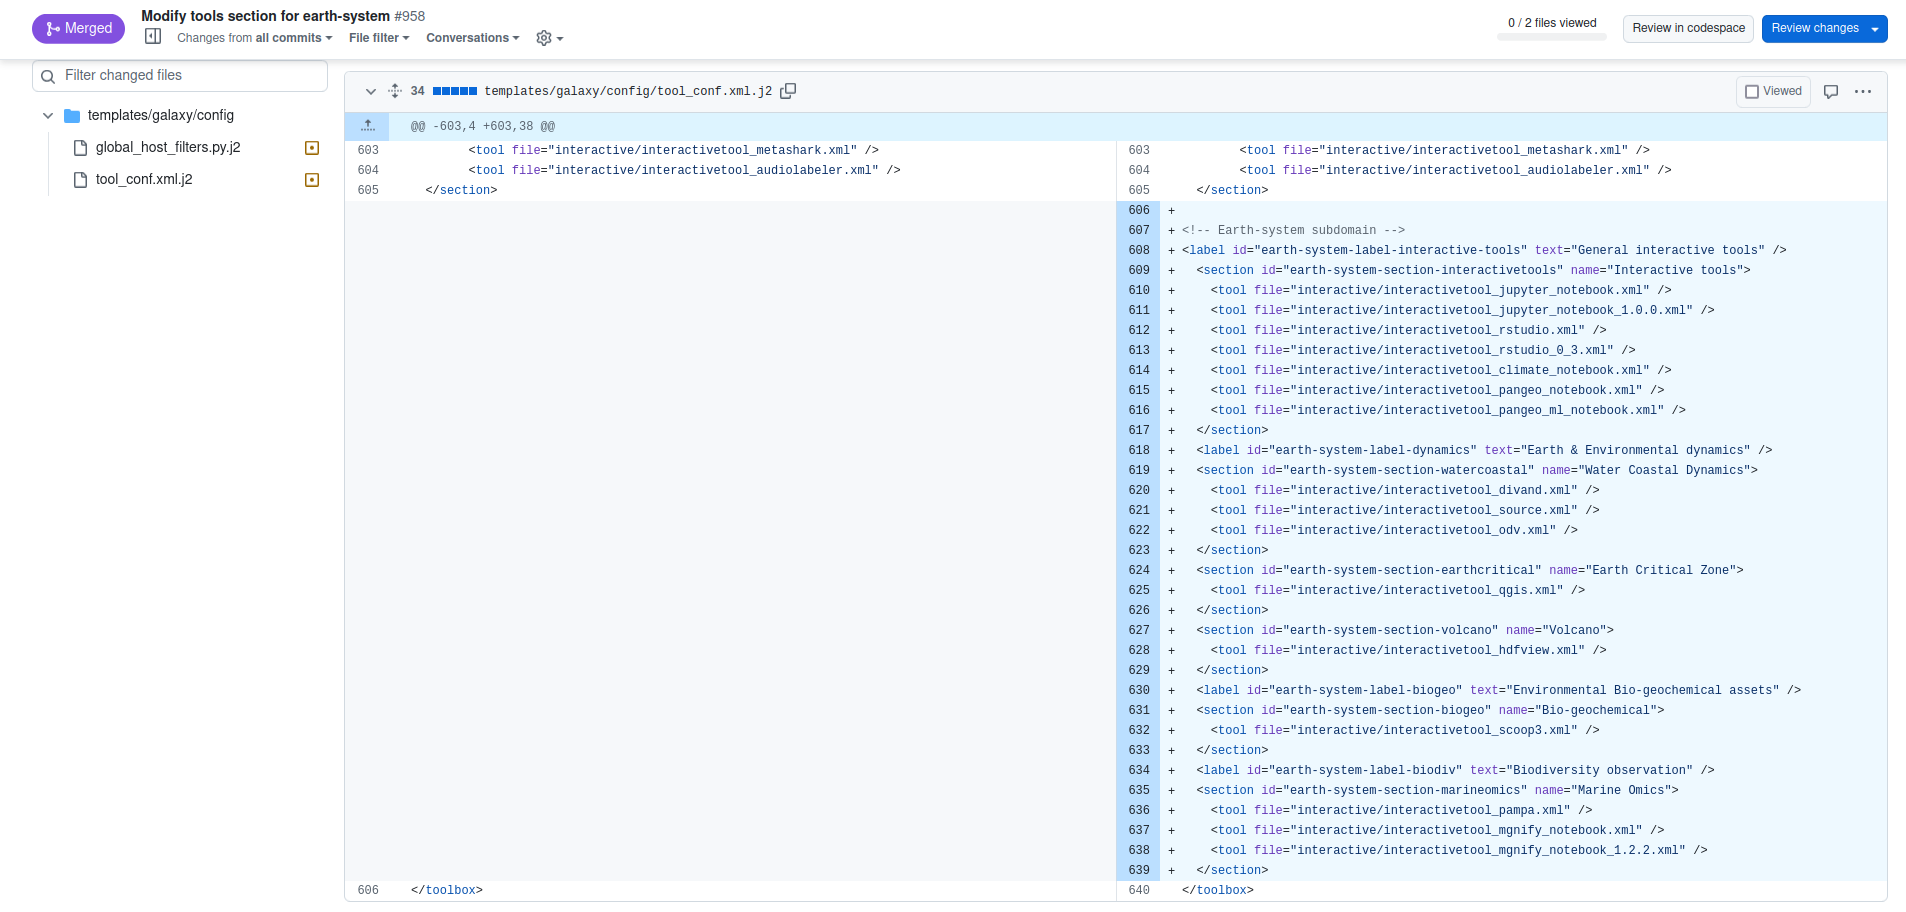 Merged
Modify tools section for earth-system #958
Changes from all commits File filter Conversations
0 / 2 files viewed
Review in codespace
Review changes
Filter changed files
templates/galaxy/config
global_host_filters.py.j2
tool_conf.xml.j2
34 templates/galaxy/config/tool_conf.xml.j2
Viewed
@@ -603,4 +603,38 @@
603 <tool file="interactive/interactivetool_metashark.xml" />
604 <tool file="interactive/interactivetool_audiolabeler.xml" />
605 </section>
606 </toolbox>
603 <tool file="interactive/interactivetool_metashark.xml" />
604 <tool file="interactive/interactivetool_audiolabeler.xml" />
605 </section>
606 +
607 + <!-- Earth-system subdomain -->
608 + <label id="earth-system-label-interactive-tools" text="General interactive tools" />
609 + <section id="earth-system-section-interactivetools" name="Interactive tools">
610 + <tool file="interactive/interactivetool_jupyter_notebook.xml" />
611 + <tool file="interactive/interactivetool_jupyter_notebook_1.0.0.xml" />
612 + <tool file="interactive/interactivetool_rstudio.xml" />
613 + <tool file="interactive/interactivetool_rstudio_0_3.xml" />
614 + <tool file="interactive/interactivetool_climate_notebook.xml" />
615 + <tool file="interactive/interactivetool_pangeo_notebook.xml" />
616 + <tool file="interactive/interactivetool_pangeo_ml_notebook.xml" />
617 + </section>
618 + <label id="earth-system-label-dynamics" text="Earth & Environmental dynamics" />
619 + <section id="earth-system-section-watercoastal" name="Water Coastal Dynamics">
620 + <tool file="interactive/interactivetool_divand.xml" />
621 + <tool file="interactive/interactivetool_source.xml" />
622 + <tool file="interactive/interactivetool_odv.xml" />
623 + </section>
624 + <section id="earth-system-section-earthcritical" name="Earth Critical Zone">
625 + <tool file="interactive/interactivetool_qgis.xml" />
626 + </section>
627 + <section id="earth-system-section-volcano" name="Volcano">
628 + <tool file="interactive/interactivetool_hdfview.xml" />
629 + </section>
630 + <label id="earth-system-label-biogeo" text="Environmental Bio-geochemical assets" />
631 + <section id="earth-system-section-biogeo" name="Bio-geochemical">
632 + <tool file="interactive/interactivetool_scoop3.xml" />
633 + </section>
634 + <label id="earth-system-label-biodiv" text="Biodiversity observation" />
635 + <section id="earth-system-section-marineomics" name="Marine Omics">
636 + <tool file="interactive/interactivetool_pampa.xml" />
637 + <tool file="interactive/interactivetool_mgnify_notebook.xml" />
638 + <tool file="interactive/interactivetool_mgnify_notebook_1.2.2.xml" />
639 + </section>
640 </toolbox>